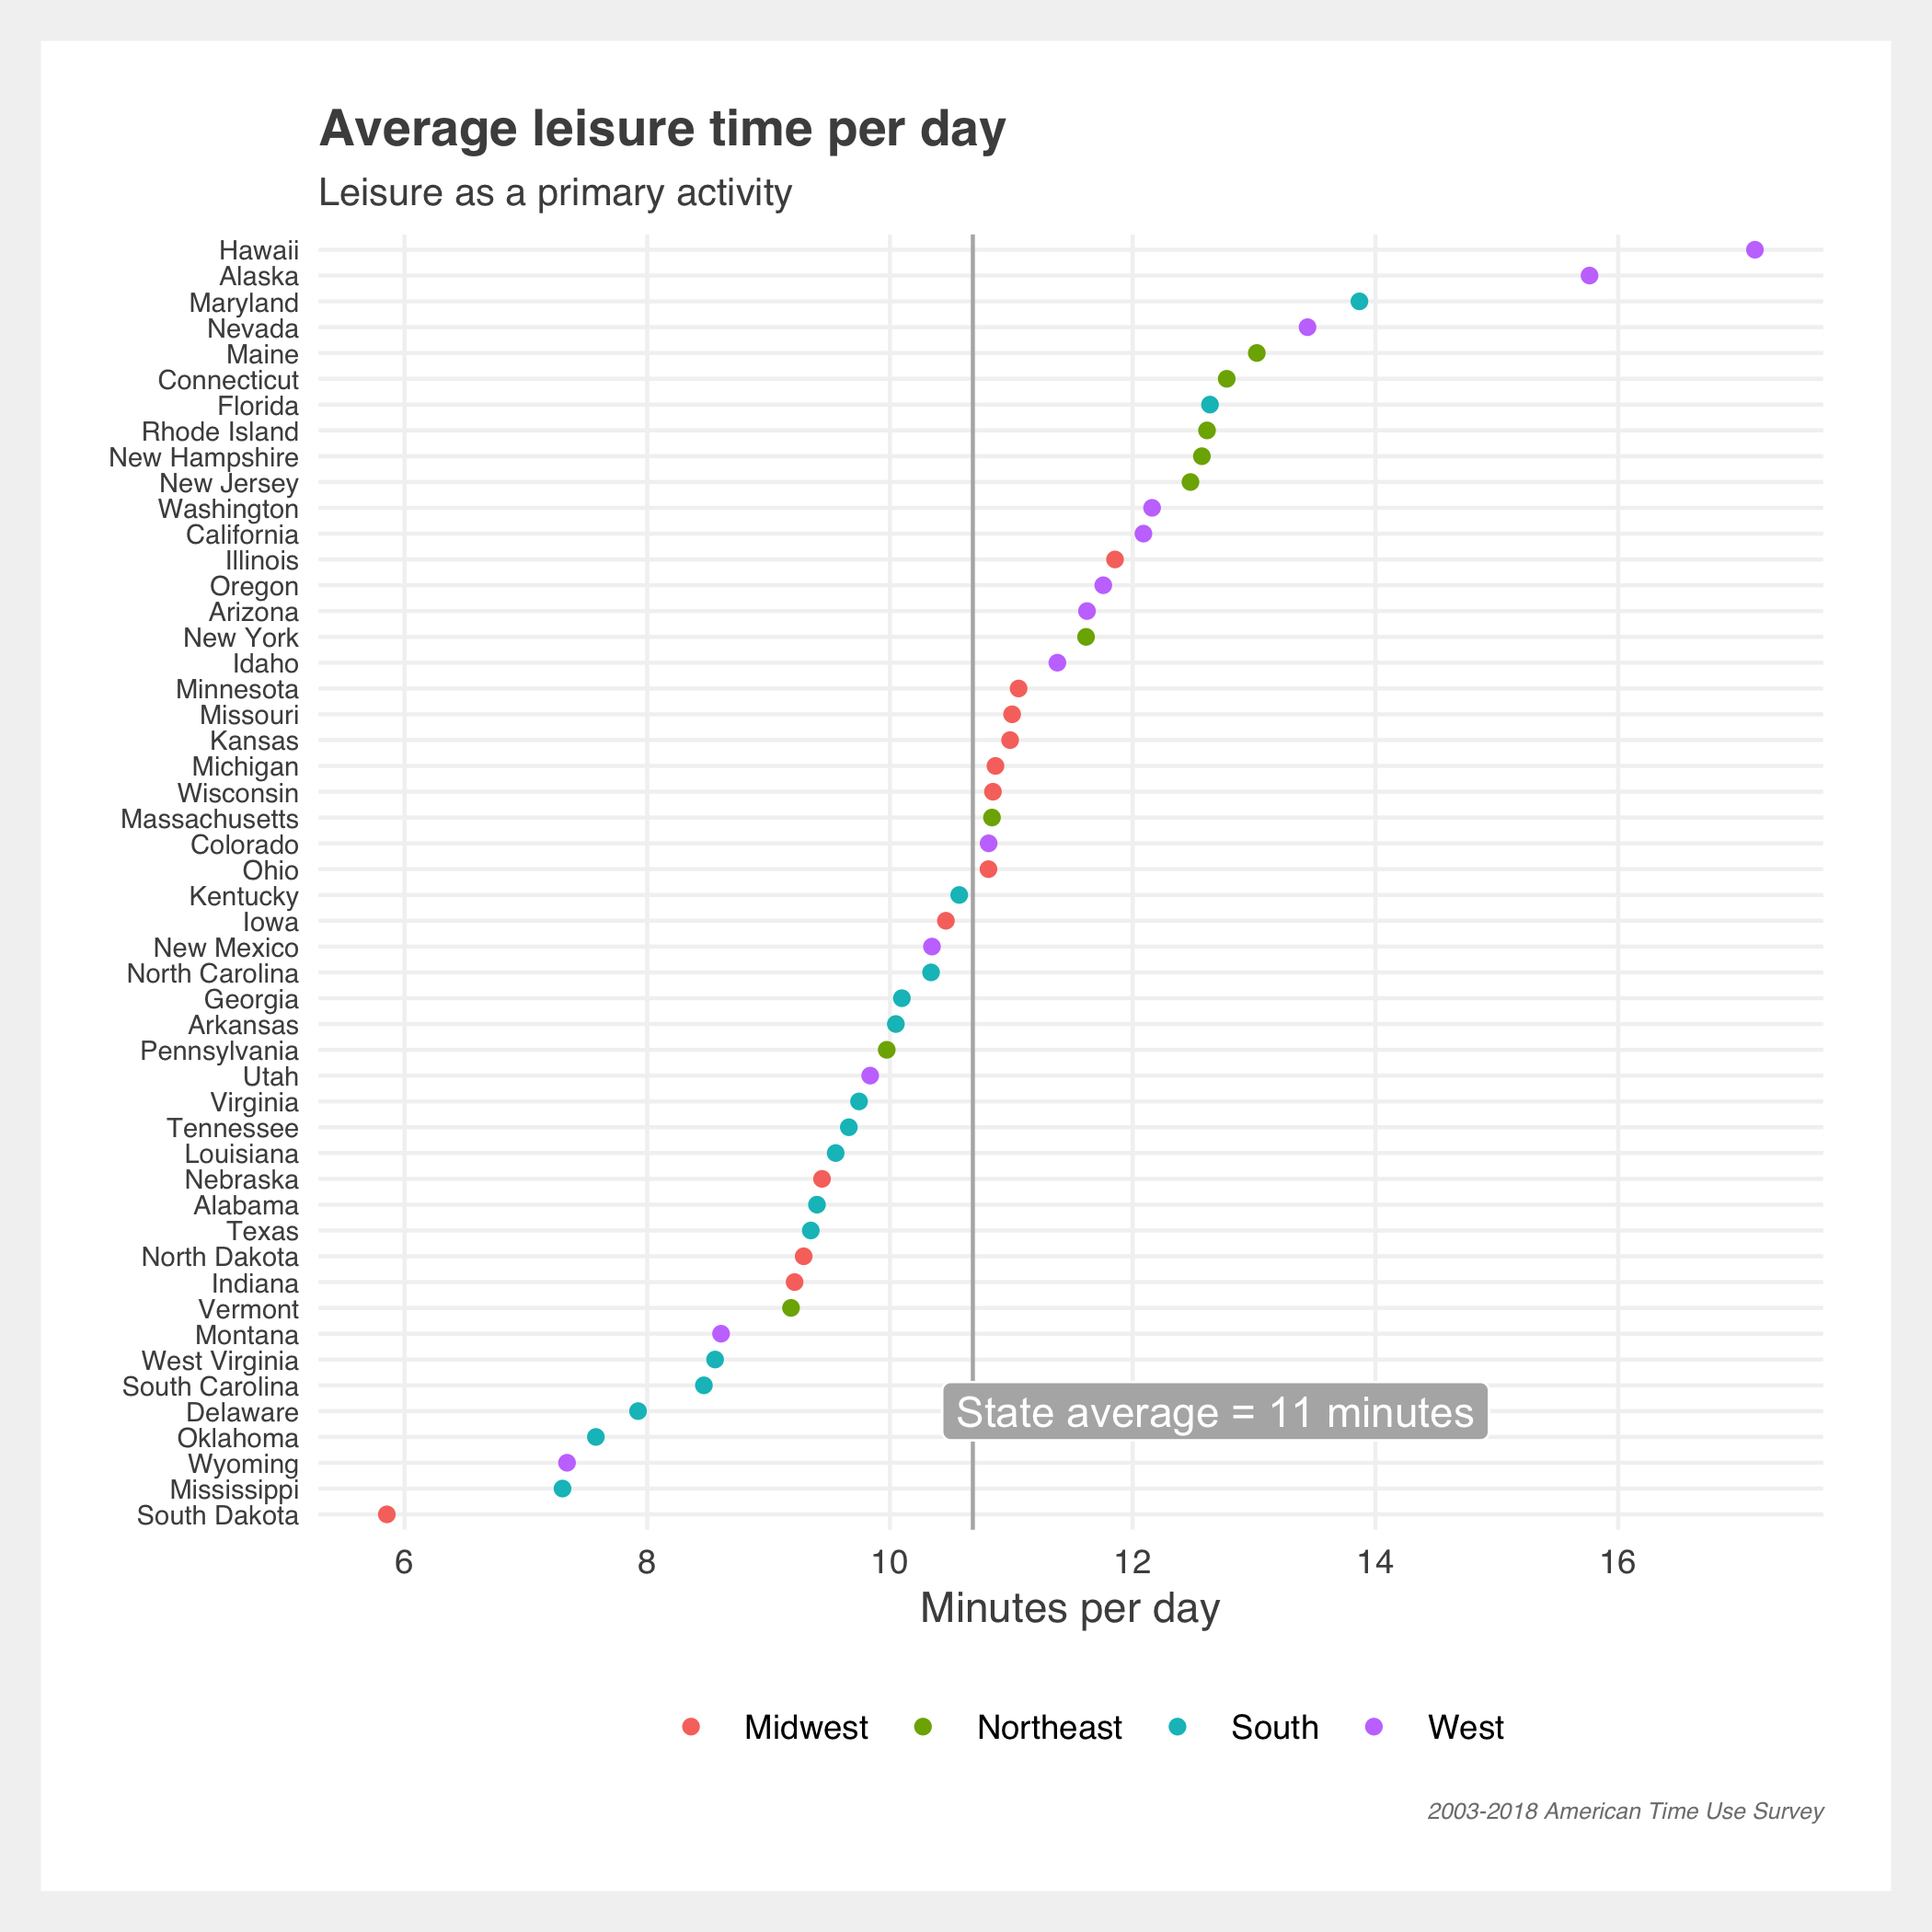 Average leisure time per day
Leisure as a primary activity
Hawaii
Alaska
Maryland
Nevada
Maine
Connecticut
Florida
Rhode Island
New Hampshire
New Jersey
Washington
California
Illinois
Oregon
Arizona
New York
Idaho
Minnesota
Missouri
Kansas
Michigan
Wisconsin
Massachusetts
Colorado
Ohio
Kentucky
Iowa
New Mexico
North Carolina
Georgia
Arkansas
Pennsylvania
Utah
Virginia
Tennessee
Louisiana
Nebraska
Alabama
Texas
North Dakota
Indiana
Vermont
Montana
West Virginia
South Carolina
Delaware
State average = 11 minutes
Oklahoma
Wyoming
Mississippi
South Dakota
6 8 10 12 14 16
Minutes per day
Midwest Northeast South West
2003-2018 American Time Use Survey